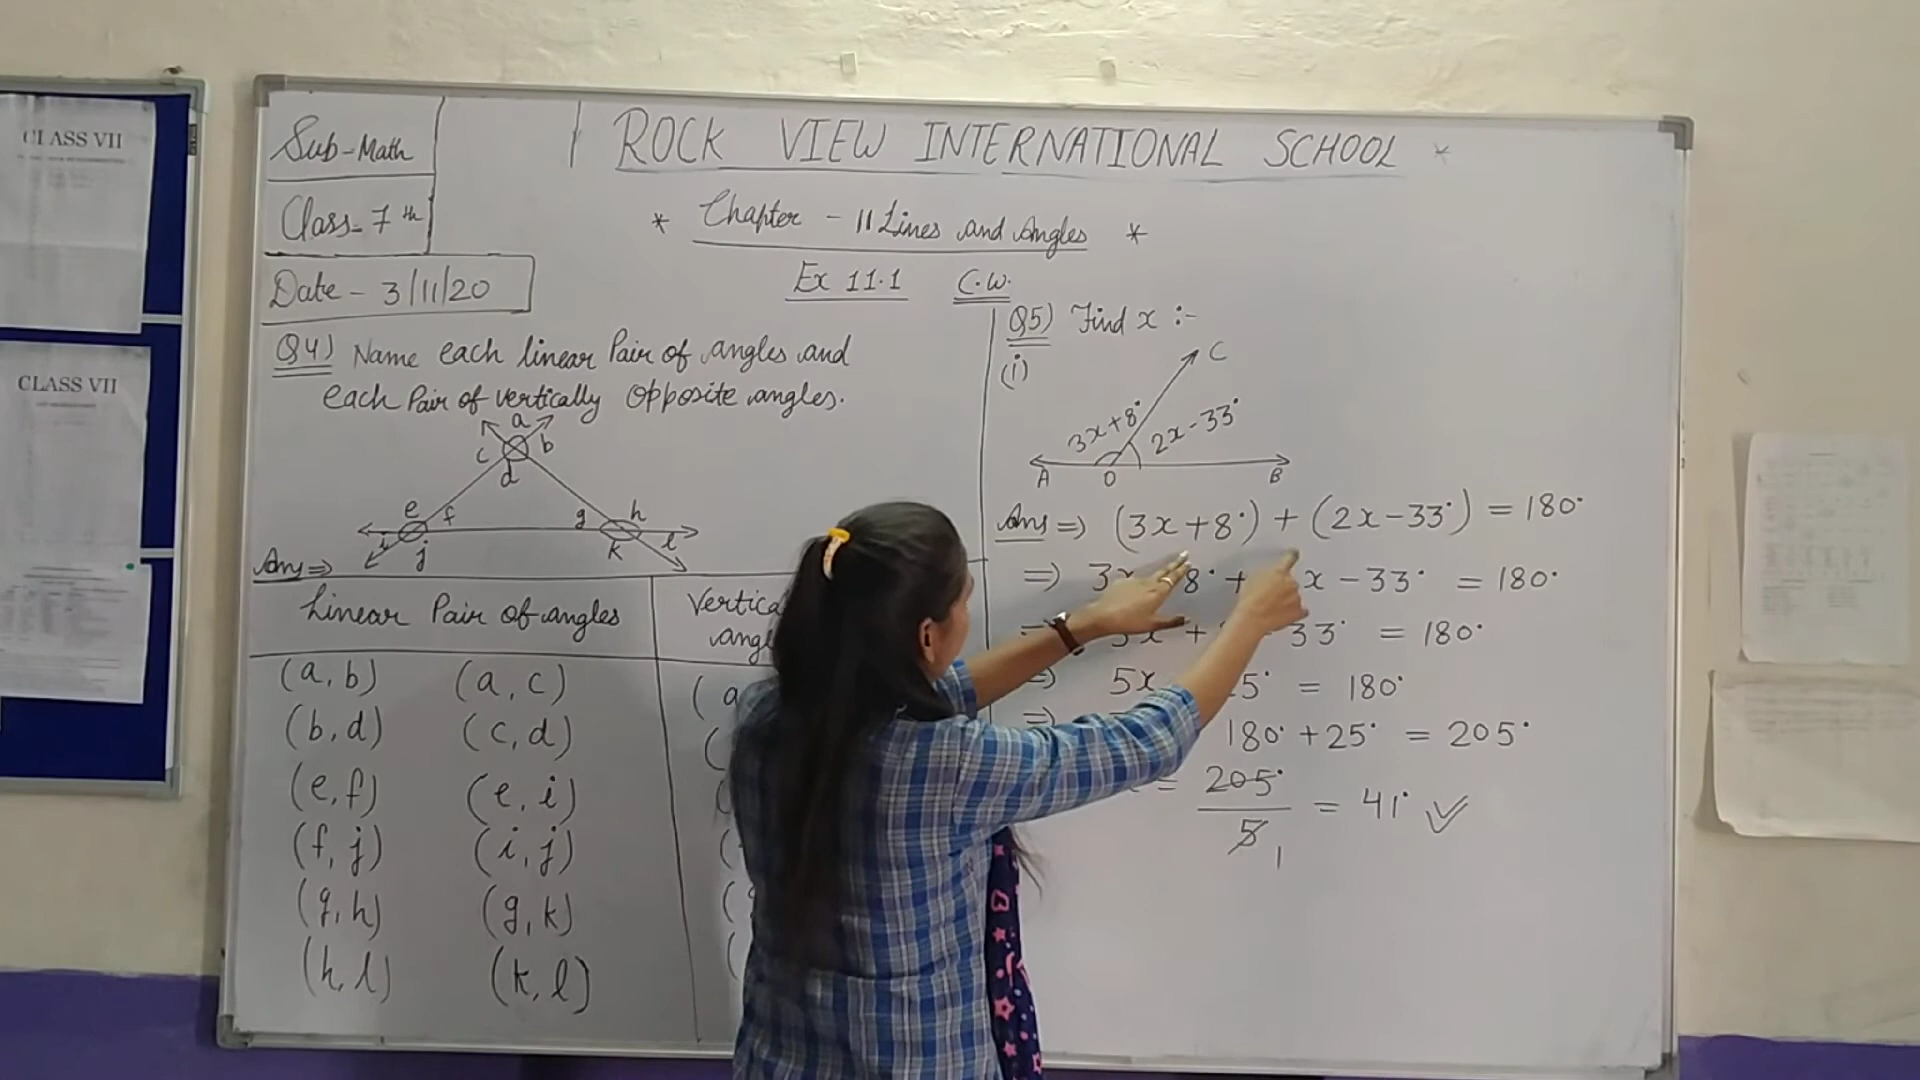 CLASS VII
CLASS VII
Sub-Math
Class-7th
Date - 3/11/20
* ROCK VIEW INTERNATIONAL SCHOOL *
* Chapter - 11 Lines and Angles *
Ex 11.1 C.W.
Q4) Name each linear Pair of angles and
each Pair of vertically opposite angles.
a
c b
d
e f g h
i j k l
Ans ⇒
Linear Pair of angles
(a, b) (a, c)
(b, d) (c, d)
(e, f) (e, i)
(f, j) (i, j)
(g, h) (g, k)
(h, l) (k, l)
Q5) Find x :-
(i)
C
3x+8° 2x-33°
A O B
Ans ⇒ (3x+8°) + (2x-33°) = 180°
⇒ 3x 8° + x - 33° = 180°
+ 33° = 180°
⇒ 5x 5° = 180°
⇒ 180° + 25° = 205°
= 205° / 5 = 41° ✓
1